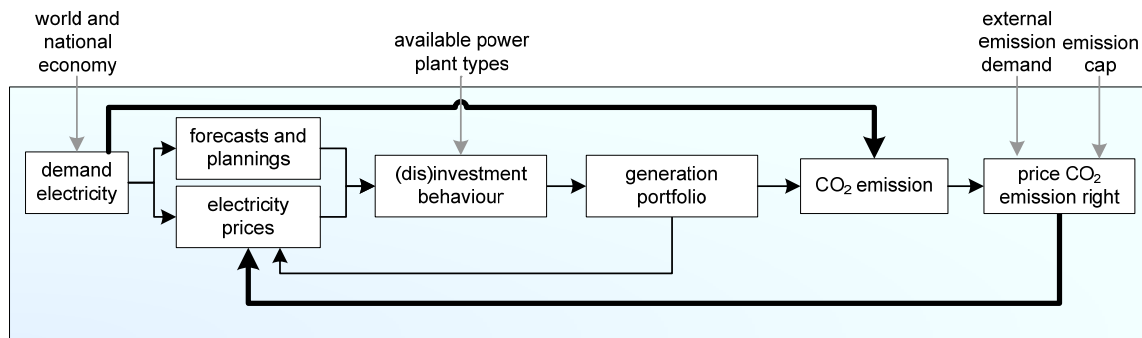 world and
national
economy
available power
plant types
external
emission
demand
emission
cap
demand
electricity
forecasts and
plannings
electricity
prices
(dis)investment
behaviour
generation
portfolio
CO₂ emission
price CO₂
emission right